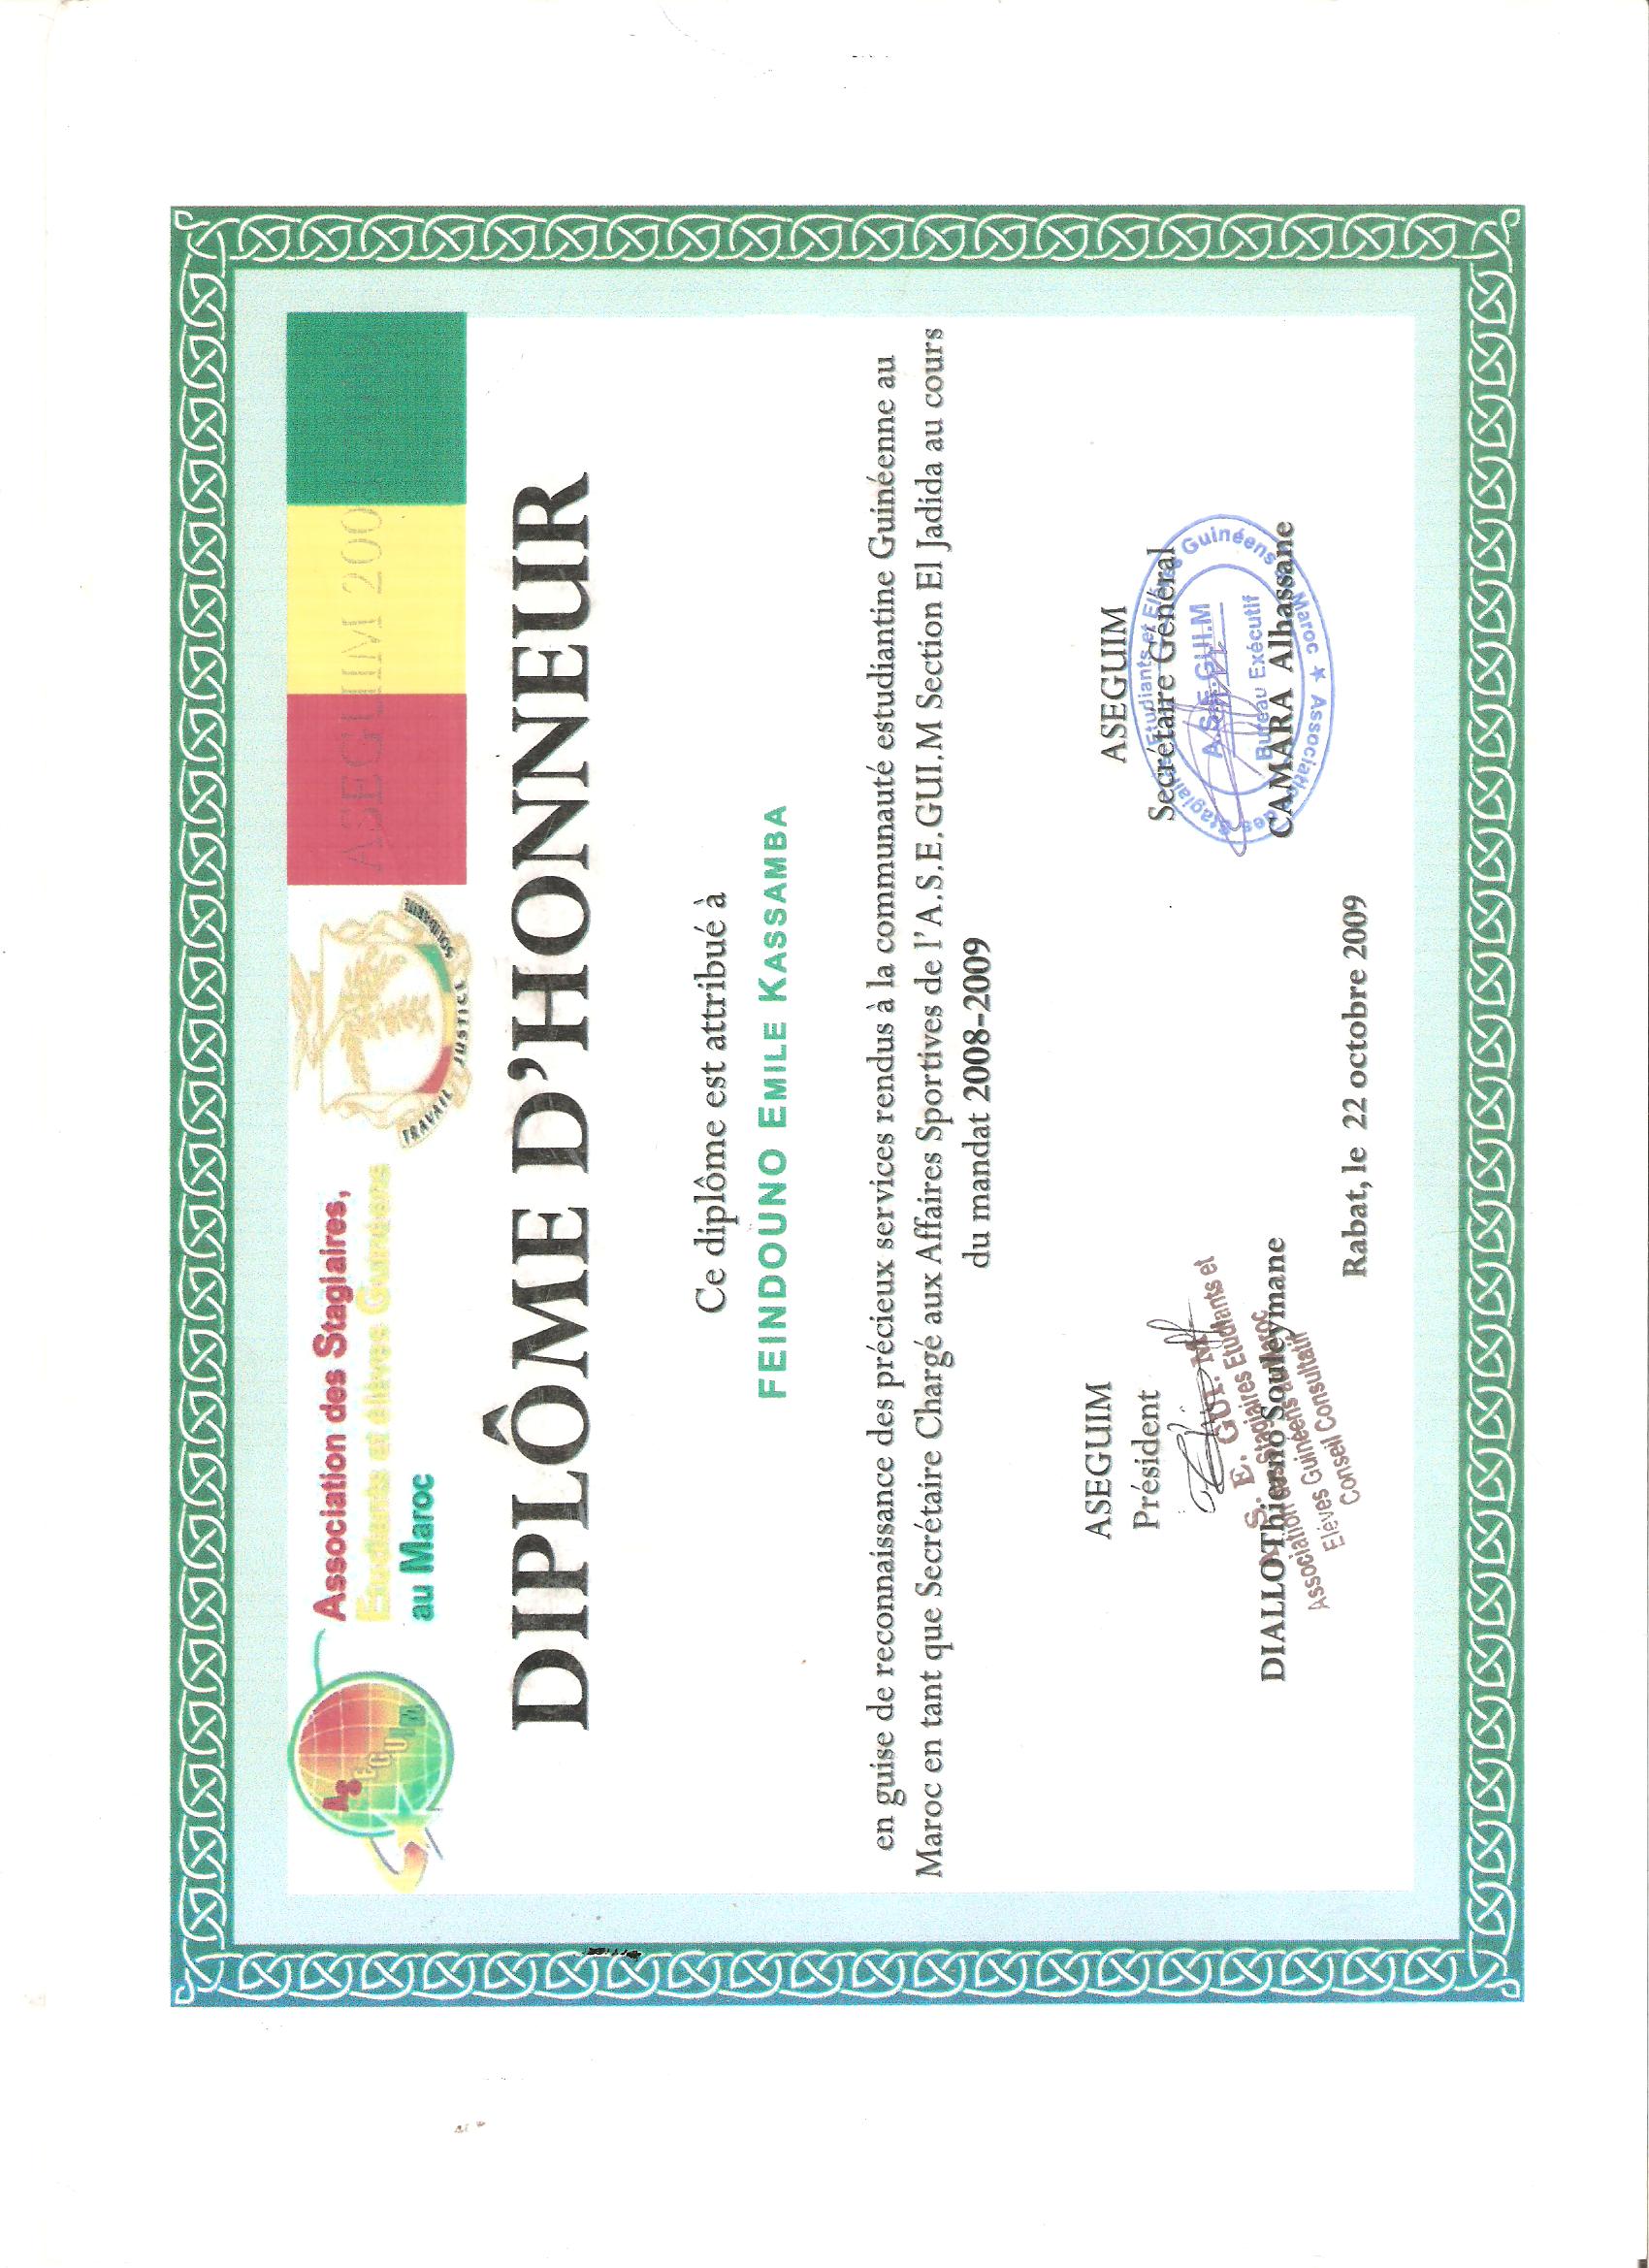 Association des Stagiaires,
Etudiants et élèves Guinéens
au Maroc
ASEGUIM
TRAVAIL JUSTICE SOLIDARITE
ASEGUIM 200
DIPLÔME D'HONNEUR
Ce diplôme est attribué à
FEINDOUNO EMILE KASSAMBA
en guise de reconnaissance des précieux services rendus à la communauté estudiantine Guinéenne au
Maroc en tant que Secrétaire Chargé aux Affaires Sportives de l'A.S.E.GUI.M Section El Jadida au cours
du mandat 2008-2009
ASEGUIM
Président
S. E. GUI. M
Association des Stagiaires Etudiants et
Elèves Guinéens au Maroc
Conseil Consultatif
DIALLOThierno Souleymane
ASEGUIM
Secrétaire Général
Association des Stagiaires Etudiants et Elèves Guinéens Maroc
A.S.E.GUI.M
Bureau Exécutif
CAMARA Alhassane
Rabat, le 22 octobre 2009